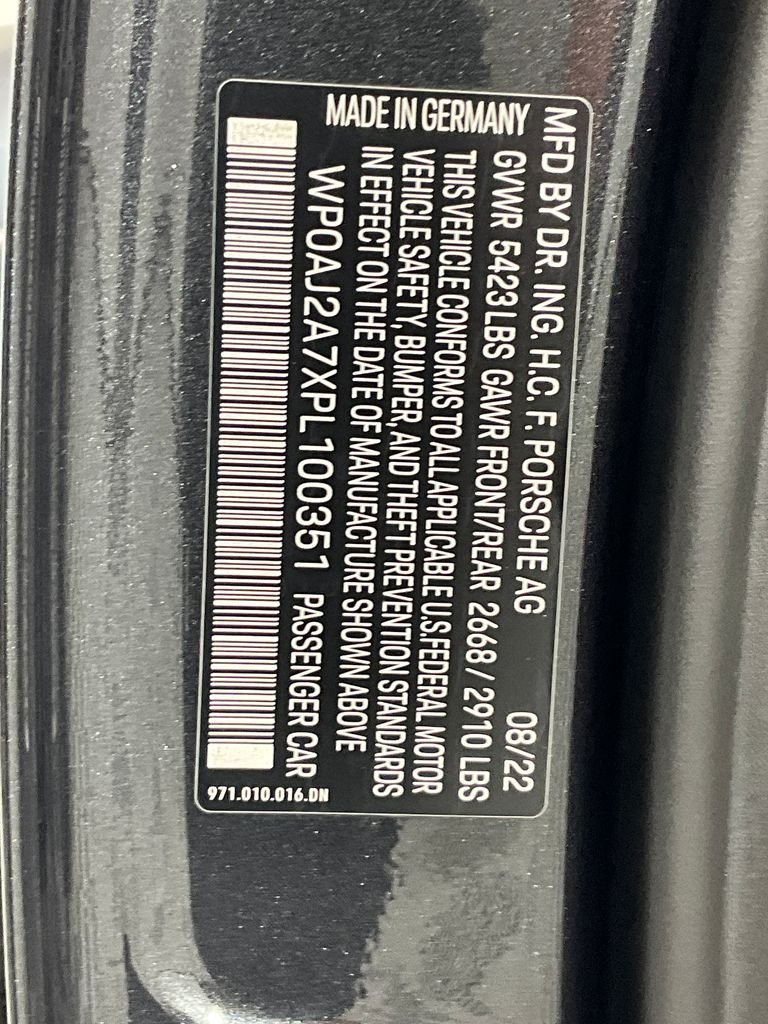 MFD BY DR. ING. H.C. F. PORSCHE AG 08/22
GVWR 5423 LBS GAWR FRONT/REAR 2668 / 2910 LBS
THIS VEHICLE CONFORMS TO ALL APPLICABLE U.S.FEDERAL MOTOR
VEHICLE SAFETY, BUMPER, AND THEFT PREVENTION STANDARDS
IN EFFECT ON THE DATE OF MANUFACTURE SHOWN ABOVE
MADE IN GERMANY
WP0AJ2A7XPL100351 PASSENGER CAR
971.010.016.DN